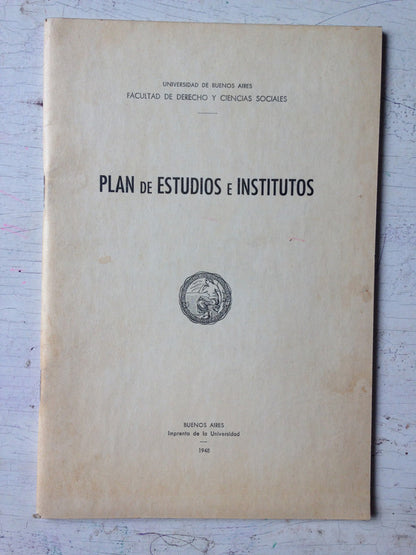 UNIVERSIDAD DE BUENOS AIRES
FACULTAD DE DERECHO Y CIENCIAS SOCIALES
PLAN DE ESTUDIOS E INSTITUTOS
BUENOS AIRES
Imprenta de la Universidad
1948